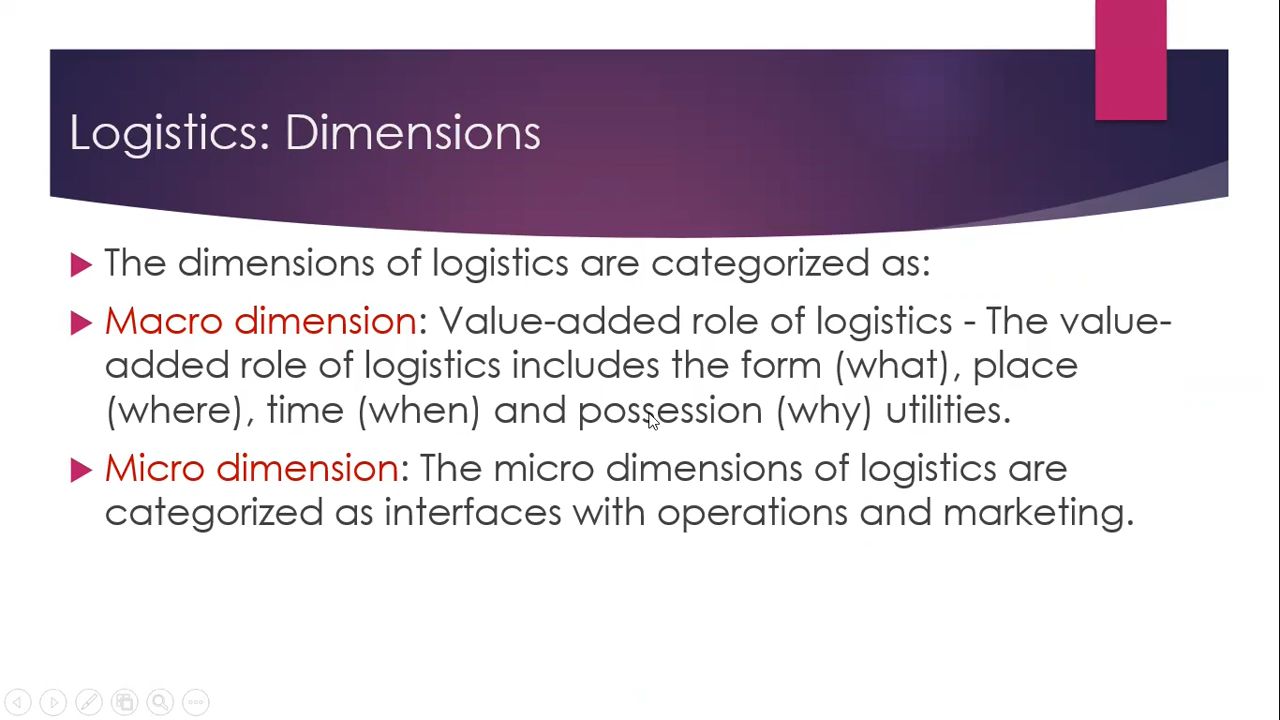 Logistics: Dimensions
The dimensions of logistics are categorized as:
Macro dimension: Value-added role of logistics - The value-
added role of logistics includes the form (what), place
(where), time (when) and possession (why) utilities.
Micro dimension: The micro dimensions of logistics are
categorized as interfaces with operations and marketing.